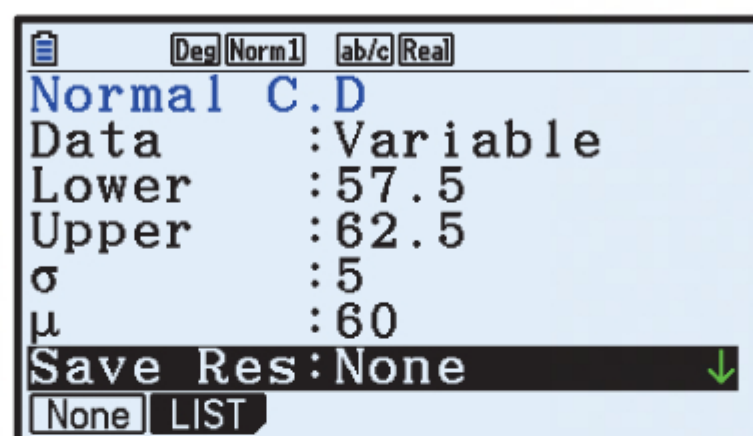 Deg Norm1 ab/c Real
Normal C.D
Data :Variable
Lower :57.5
Upper :62.5
σ :5
μ :60
Save Res:None ↓
None LIST